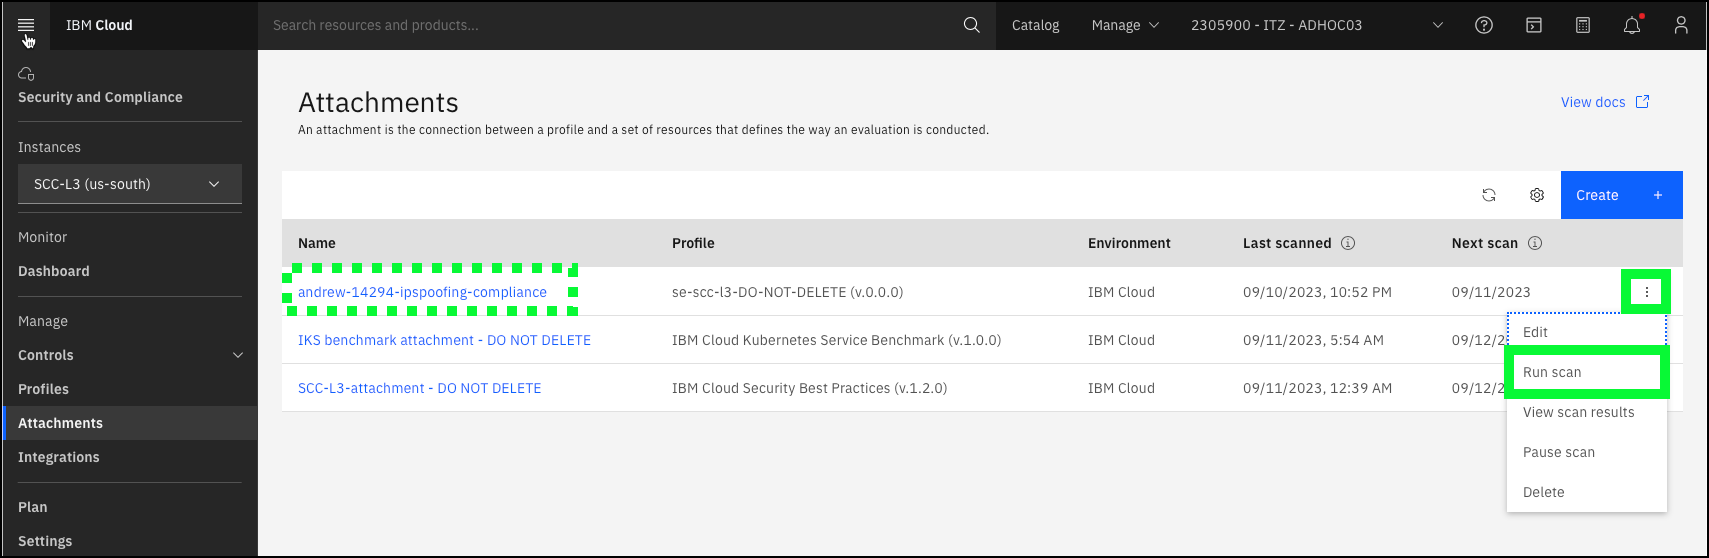 IBM Cloud
Search resources and products...
Catalog
Manage
2305900 - ITZ - ADHOC03
Security and Compliance
Instances
SCC-L3 (us-south)
Monitor
Dashboard
Manage
Controls
Profiles
Attachments
Integrations
Plan
Settings
Attachments
An attachment is the connection between a profile and a set of resources that defines the way an evaluation is conducted.
View docs
Create +
Name Profile Environment Last scanned Next scan
andrew-14294-ipspoofing-compliance se-scc-l3-DO-NOT-DELETE (v.0.0.0) IBM Cloud 09/10/2023, 10:52 PM 09/11/2023
IKS benchmark attachment - DO NOT DELETE IBM Cloud Kubernetes Service Benchmark (v.1.0.0) IBM Cloud 09/11/2023, 5:54 AM 09/12/2
SCC-L3-attachment - DO NOT DELETE IBM Cloud Security Best Practices (v.1.2.0) IBM Cloud 09/11/2023, 12:39 AM 09/12/2
Edit
Run scan
View scan results
Pause scan
Delete